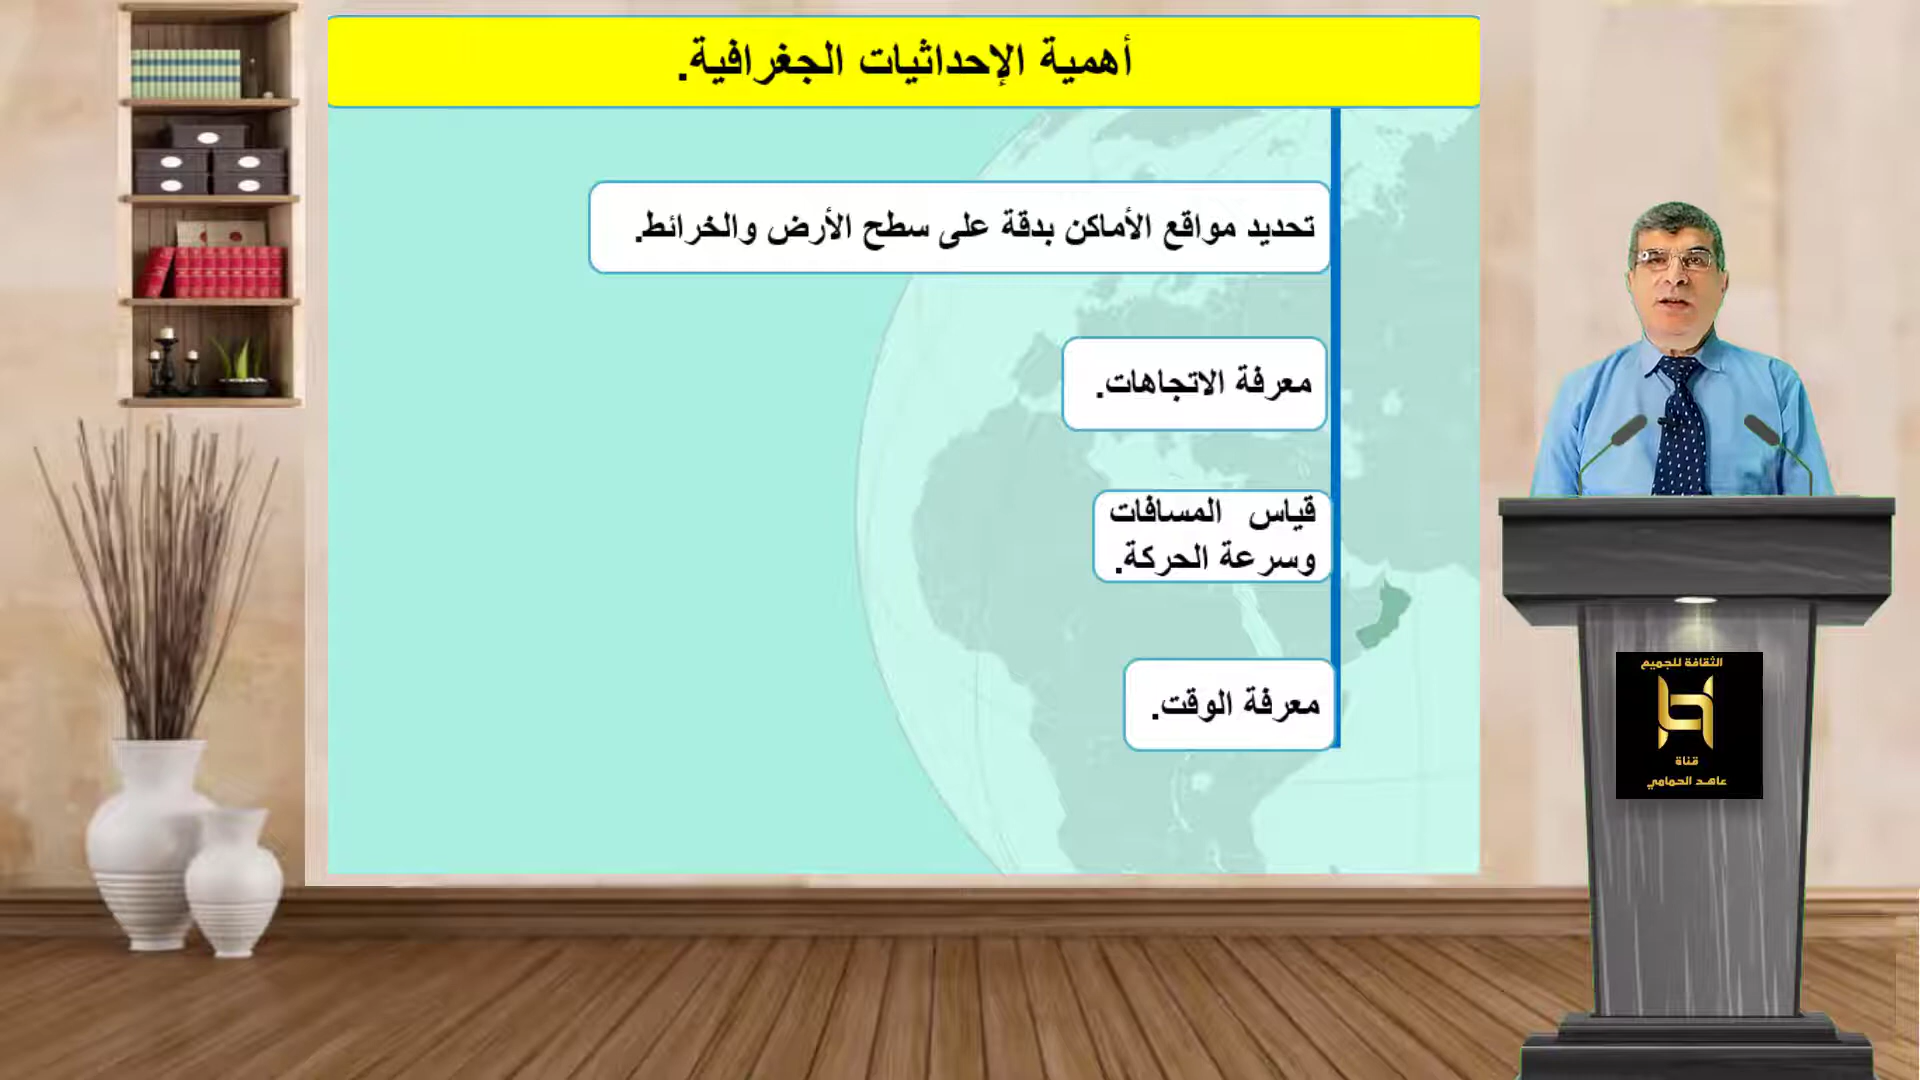 أهمية الإحداثيات الجغرافية.
تحديد مواقع الأماكن بدقة على سطح الأرض والخرائط.
معرفة الاتجاهات.
قياس المسافات
وسرعة الحركة.
معرفة الوقت.
الثقافة للجميع
قناة
عاهد الحمامي